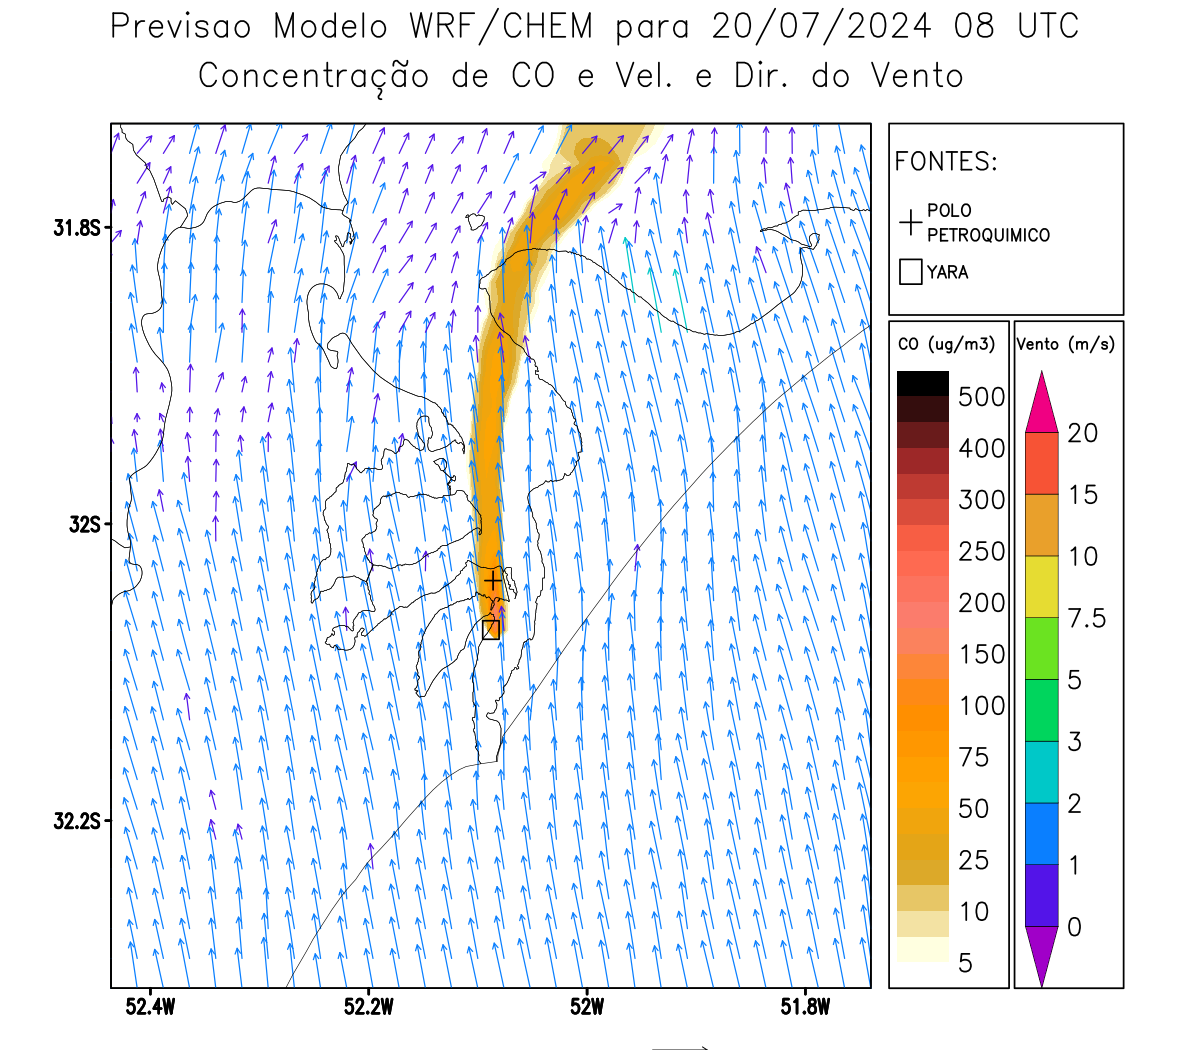 Previsao Modelo WRF/CHEM para 20/07/2024 08 UTC
Concentração de CO e Vel. e Dir. do Vento
FONTES:
POLO
PETROQUIMICO
YARA
CO (ug/m3)
500
400
300
250
200
150
100
75
50
25
10
5
Vento (m/s)
20
15
10
7.5
5
3
2
1
0
31.8S
32S
32.2S
52.4W
52.2W
52W
51.8W